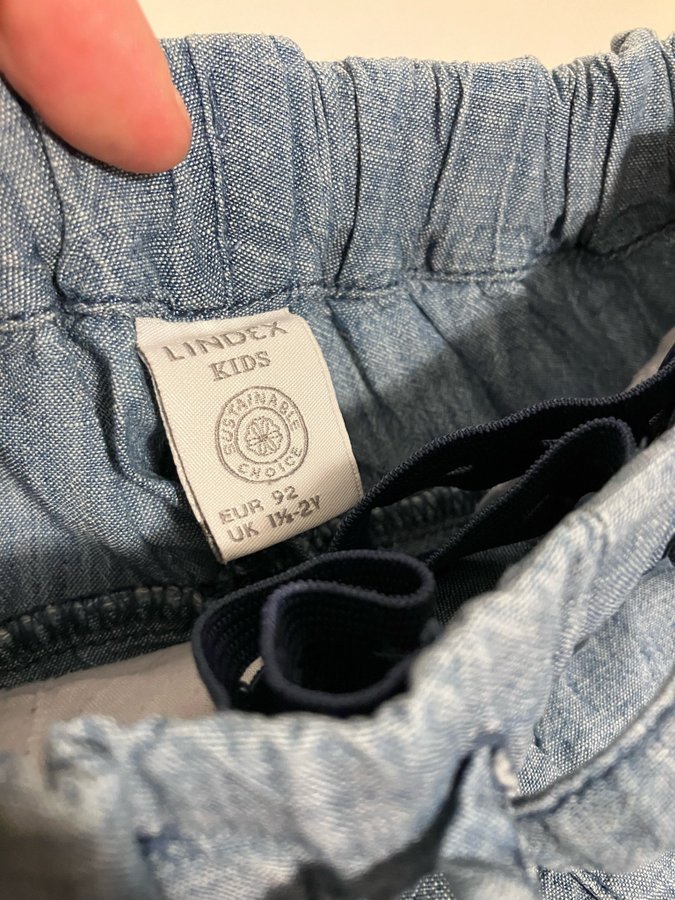 LINDEX
KIDS
SUSTAINABLE
CHOICE
EUR 92
UK 1½-2Y